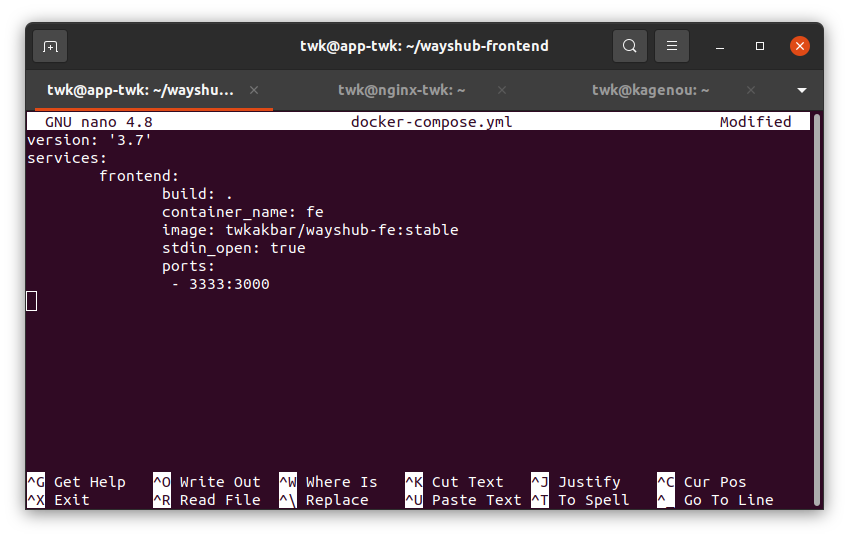 twk@app-twk: ~/wayshub-frontend
twk@app-twk: ~/wayshu... twk@nginx-twk: ~ twk@kagenou: ~
GNU nano 4.8 docker-compose.yml Modified
version: '3.7'
services:
        frontend:
               build: .
               container_name: fe
               image: twkakbar/wayshub-fe:stable
               stdin_open: true
               ports:
                - 3333:3000
^G Get Help ^O Write Out ^W Where Is ^K Cut Text ^J Justify ^C Cur Pos
^X Exit ^R Read File ^\ Replace ^U Paste Text ^T To Spell ^_ Go To Line